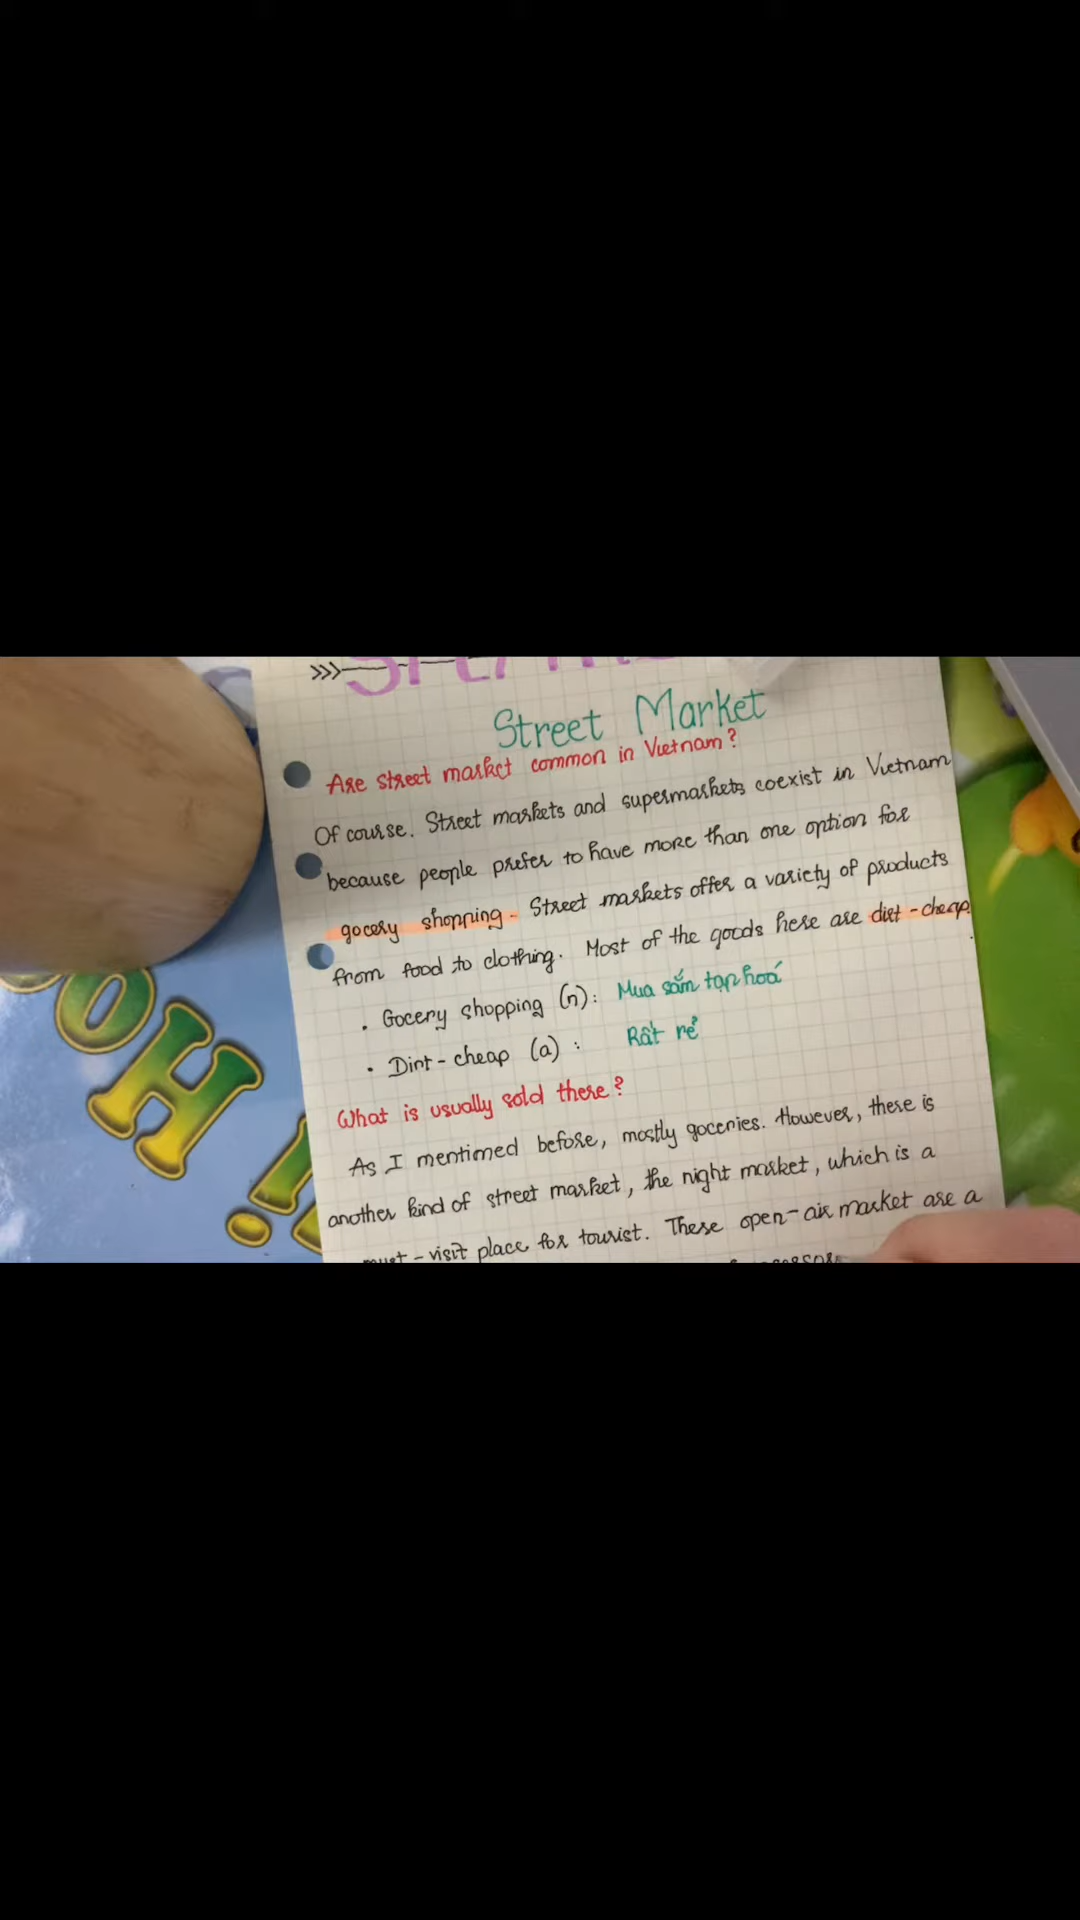 Street Market
Are street market common in Vietnam?
Of course. Street markets and supermarkets coexist in Vietnam
because people prefer to have more than one option for
gocery shopping. Street markets offer a variety of products
from food to clothing. Most of the goods here are dirt-cheap.
. Gocery shopping (n): Mua sắm tạp hoá
. Dirt-cheap (a): Rất rẻ
What is usually sold there?
As I mentimed before, mostly goceries. However, there is
another kind of street market, the night market, which is a
must-visit place for tourist. These open-air market are a